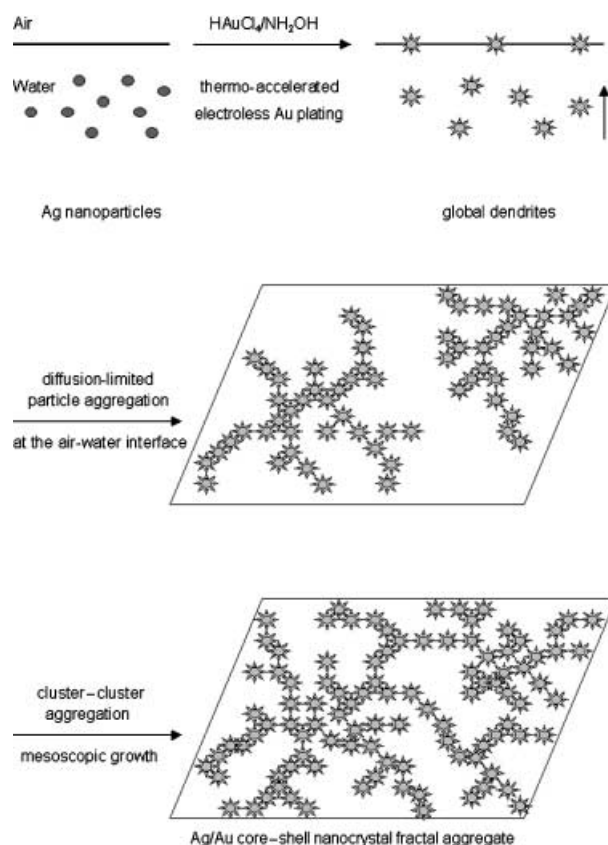 Air
HAuCl4/NH2OH
Water
thermo-accelerated
electroless Au plating
Ag nanoparticles
global dendrites
diffusion-limited
particle aggregation
at the air-water interface
cluster–cluster
aggregation
mesoscopic growth
Ag/Au core–shell nanocrystal fractal aggregate